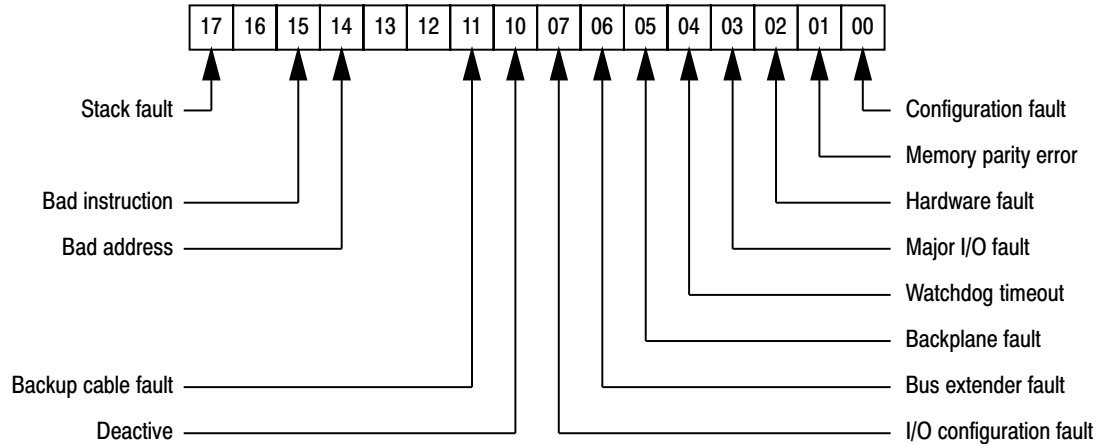 17 16 15 14 13 12 11 10 07 06 05 04 03 02 01 00
Stack fault
Configuration fault
Memory parity error
Bad instruction
Hardware fault
Bad address
Major I/O fault
Watchdog timeout
Backplane fault
Backup cable fault
Bus extender fault
Deactive
I/O configuration fault